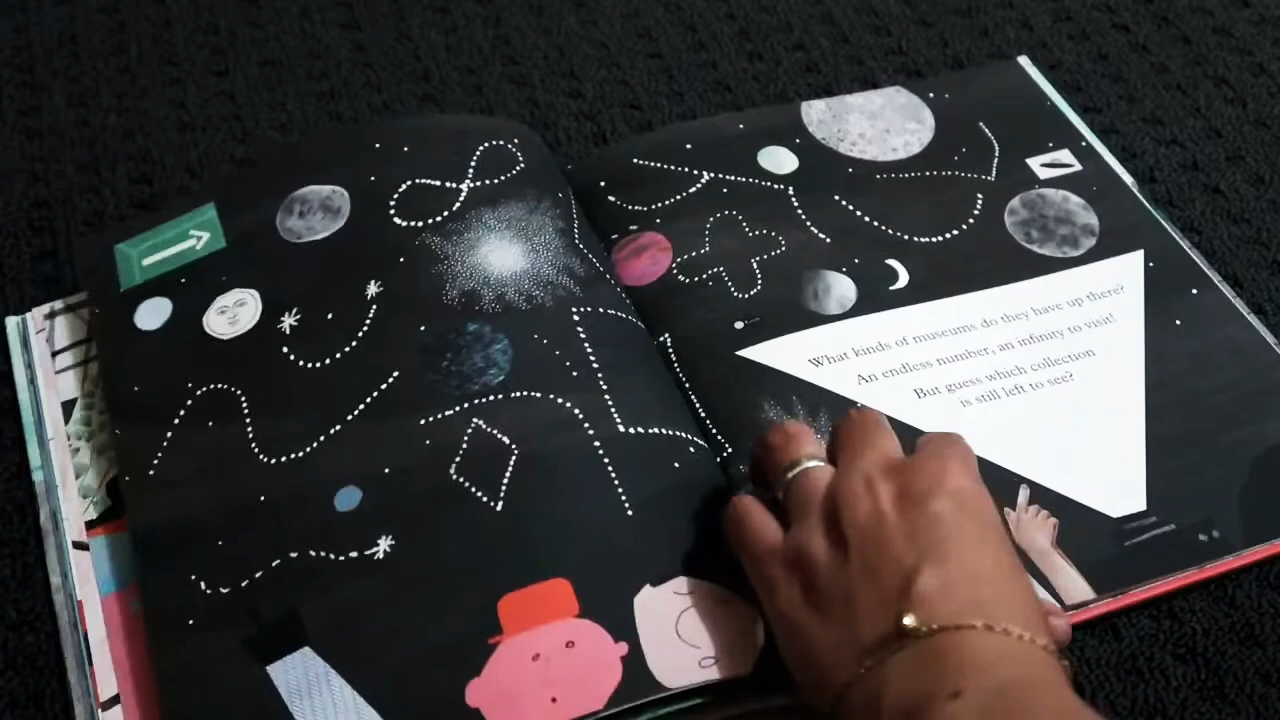 What kinds of museums do they have up there?
An endless number, an infinity to visit!
But guess which collection
is still left to see?